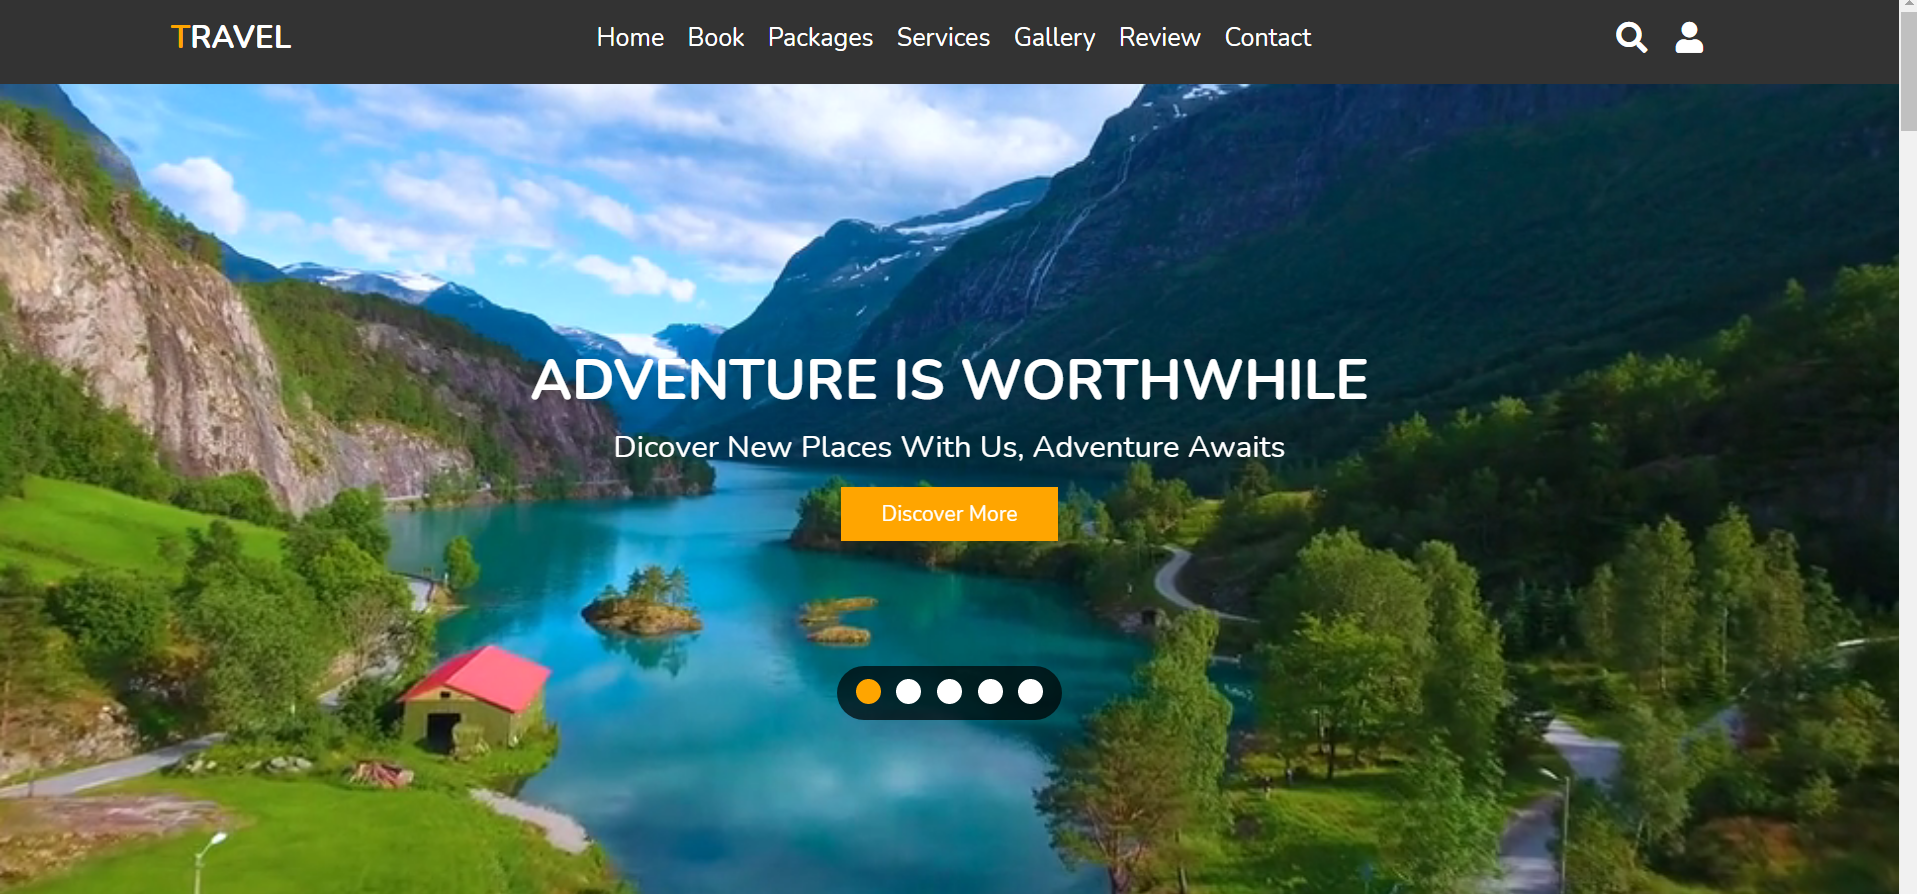 TRAVEL
Home Book Packages Services Gallery Review Contact
ADVENTURE IS WORTHWHILE
Dicover New Places With Us, Adventure Awaits
Discover More